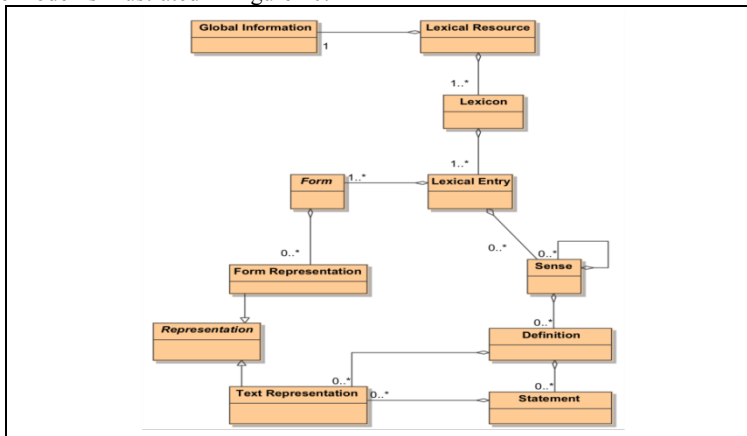 Global Information
Lexical Resource
1
1..*
Lexicon
1..*
Form
1..*
Lexical Entry
0..*
0..*
0..*
Form Representation
Sense
Representation
0..*
Definition
0..*
Text Representation
0..*
0..*
Statement